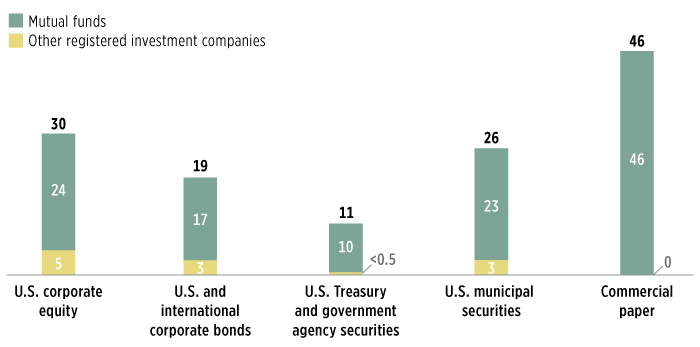 Mutual funds
Other registered investment companies
30
24
5
U.S. corporate
equity
19
17
3
U.S. and
international
corporate bonds
11
10
<0.5
U.S. Treasury
and government
agency securities
26
23
3
U.S. municipal
securities
46
46
0
Commercial
paper